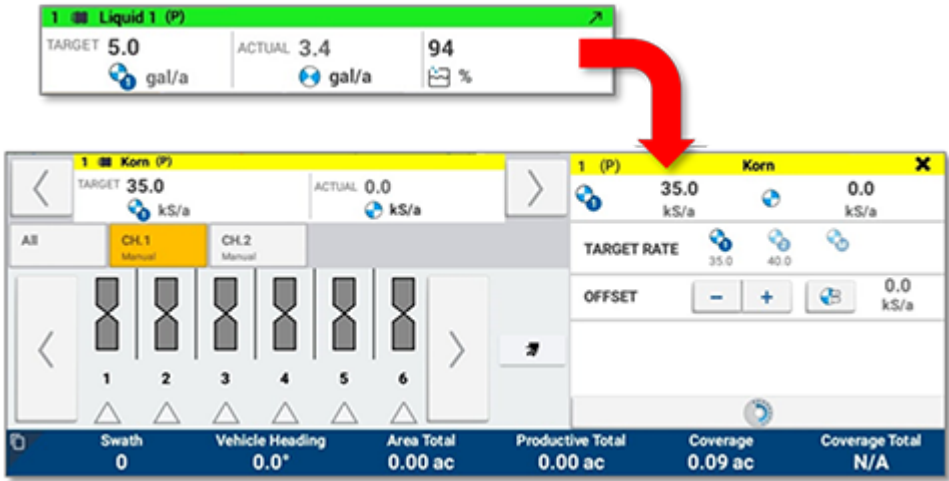 1 Liquid 1 (P)
TARGET 5.0 ACTUAL 3.4 94
gal/a gal/a %
1 Korn (P)
TARGET 35.0 ACTUAL 0.0
kS/a kS/a
All CH.1 CH.2
Manual Manual
1 2 3 4 5 6
1 (P) Korn
35.0 0.0
kS/a kS/a
TARGET RATE
35.0 40.0
OFFSET 0.0
kS/a
Swath Vehicle Heading Area Total Productive Total Coverage Coverage Total
0 0.0° 0.00 ac 0.00 ac 0.09 ac N/A